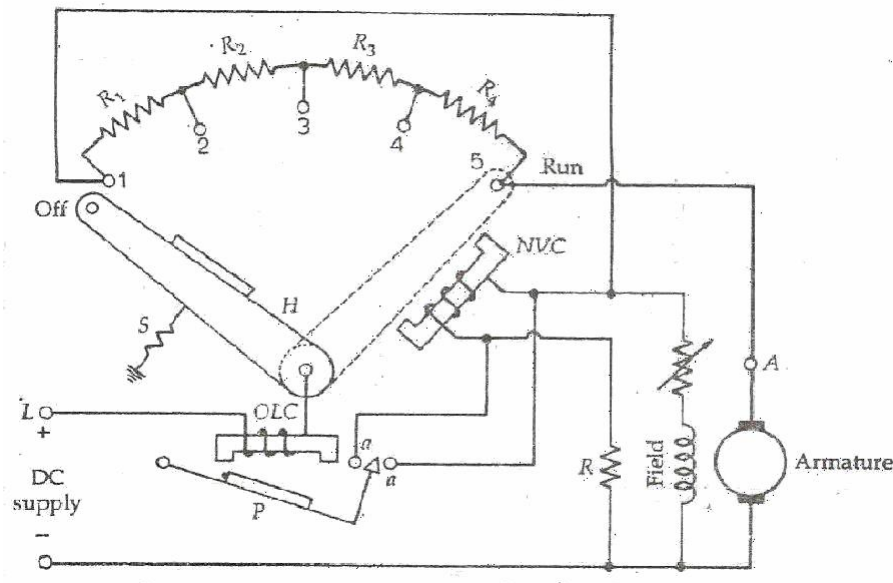 R1
R2
R3
R4
1
2
3
4
5
Run
Off
NVC
H
S
A
L
+
OLC
a
a
R
Field
Armature
DC
supply
P
−